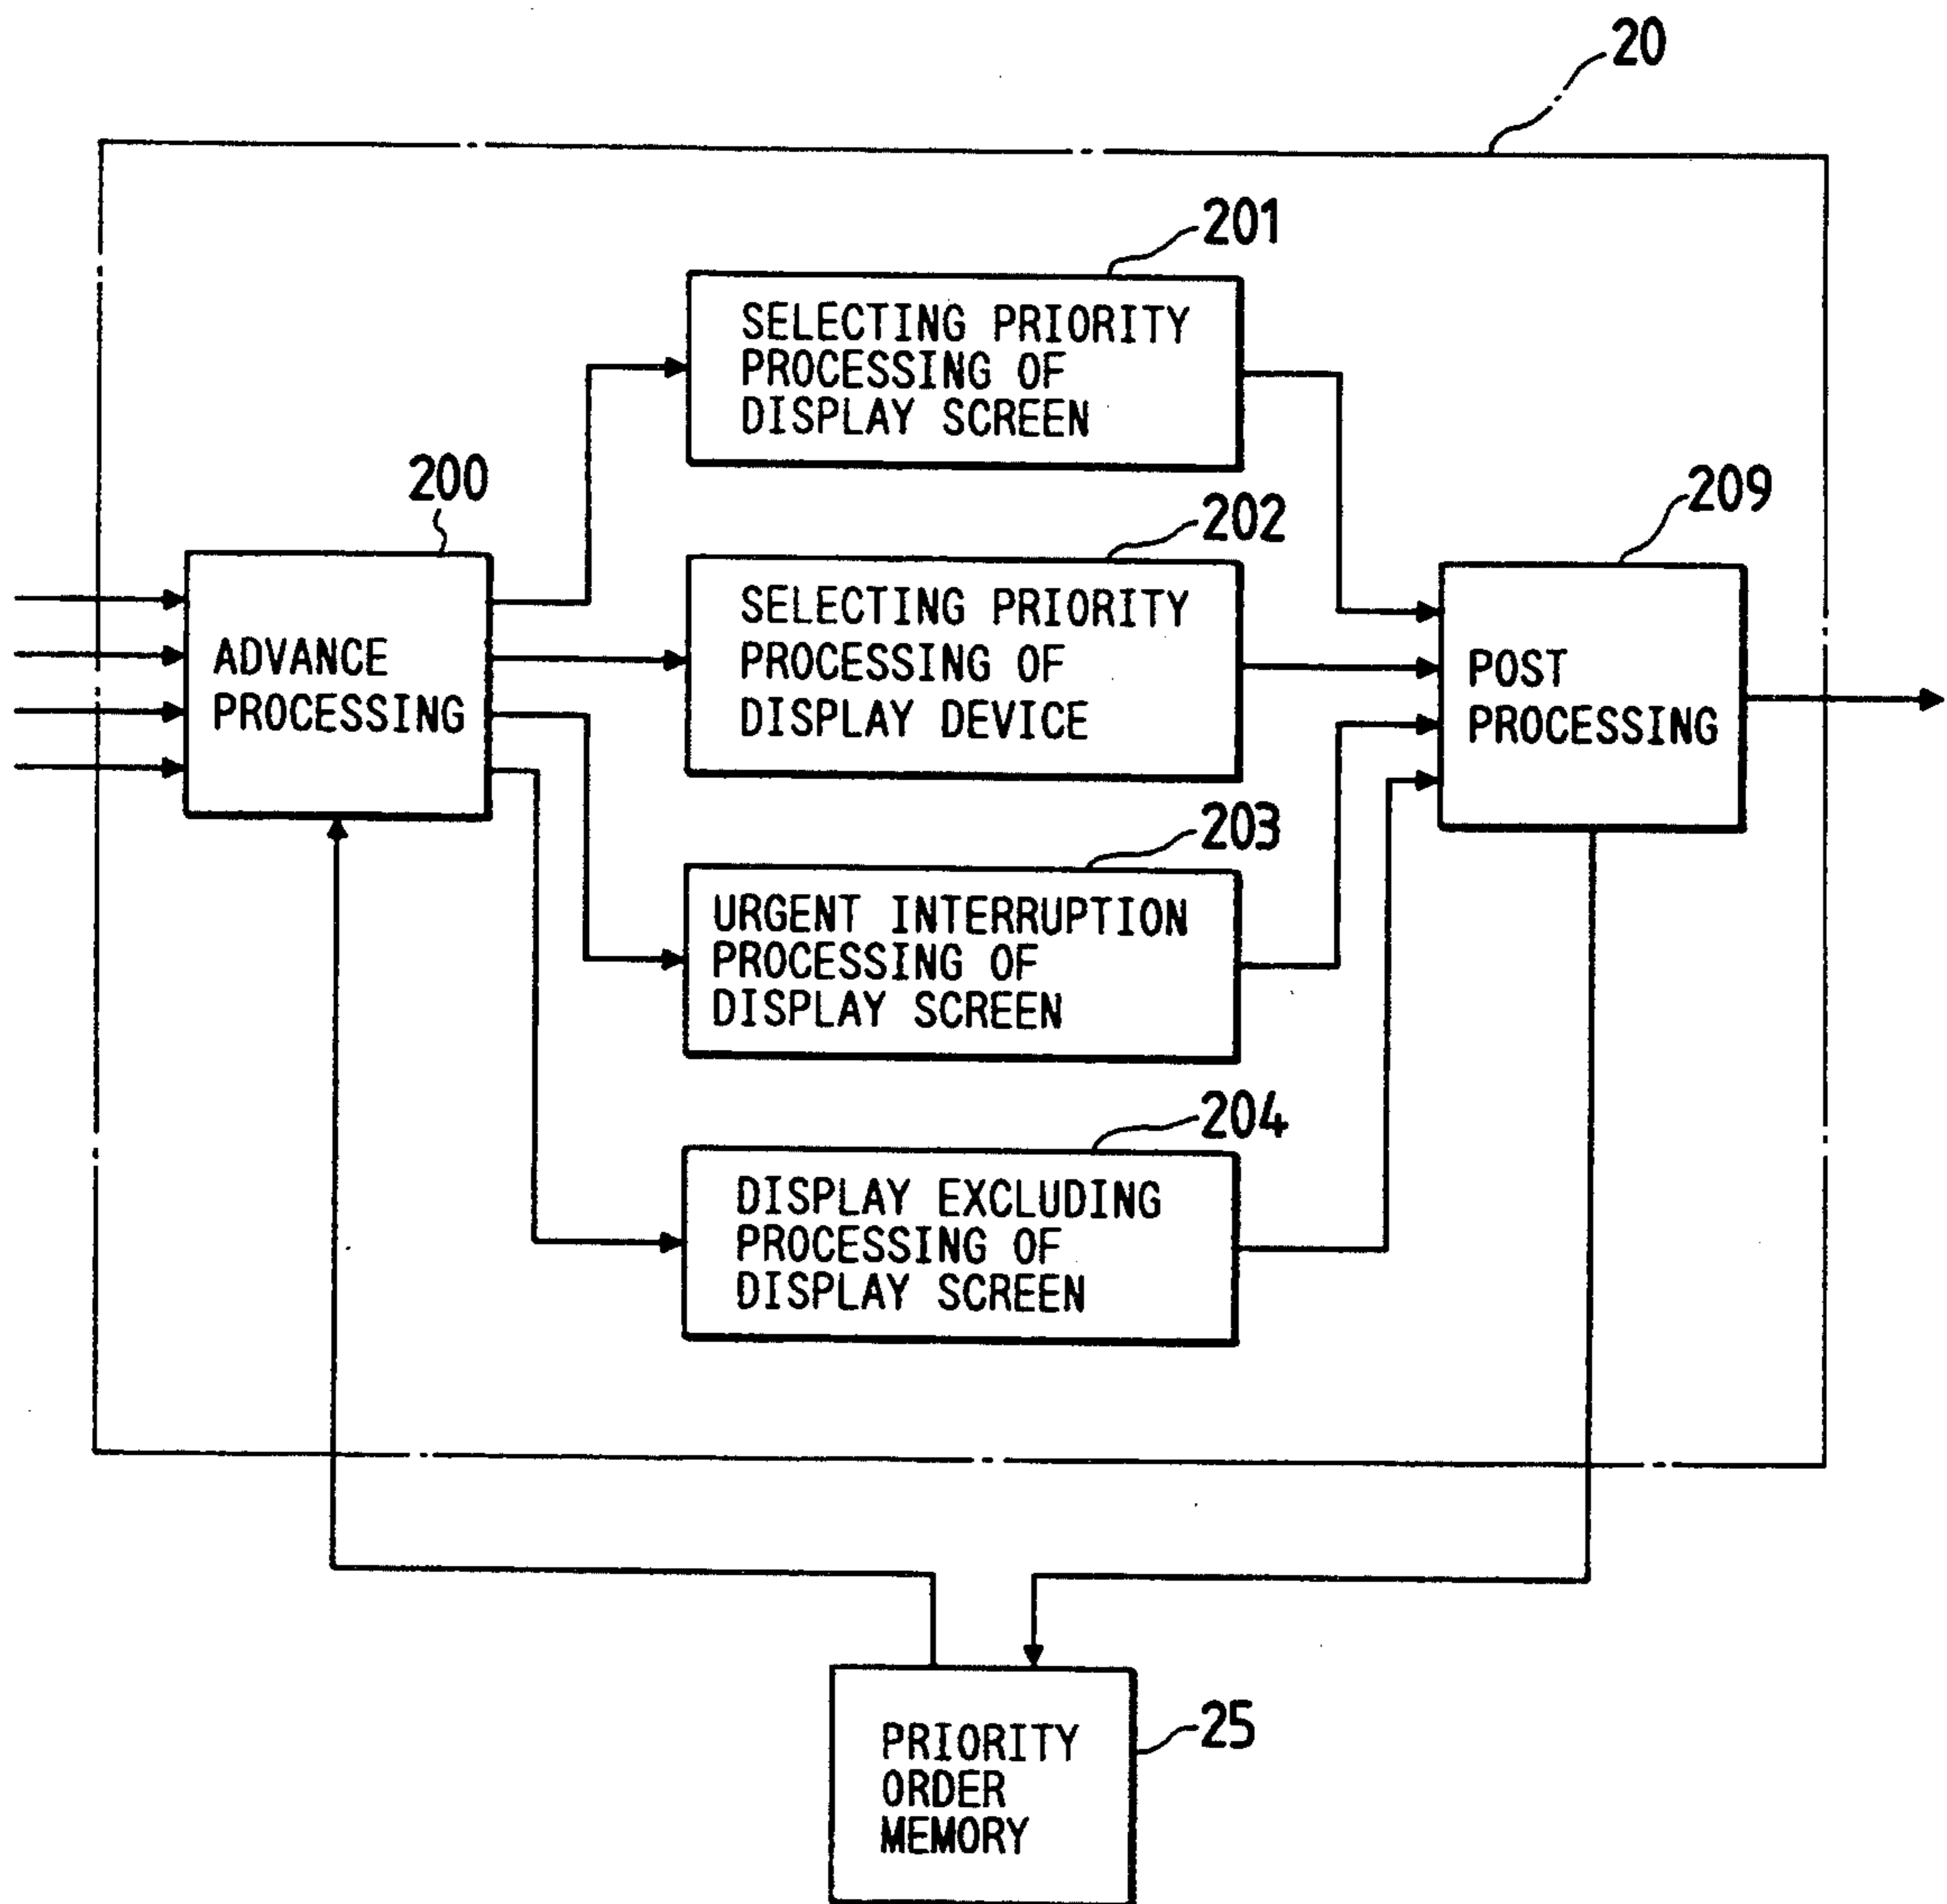 20
201
SELECTING PRIORITY
PROCESSING OF
DISPLAY SCREEN
200
ADVANCE
PROCESSING
202
SELECTING PRIORITY
PROCESSING OF
DISPLAY DEVICE
209
POST
PROCESSING
203
URGENT INTERRUPTION
PROCESSING OF
DISPLAY SCREEN
204
DISPLAY EXCLUDING
PROCESSING OF
DISPLAY SCREEN
25
PRIORITY
ORDER
MEMORY